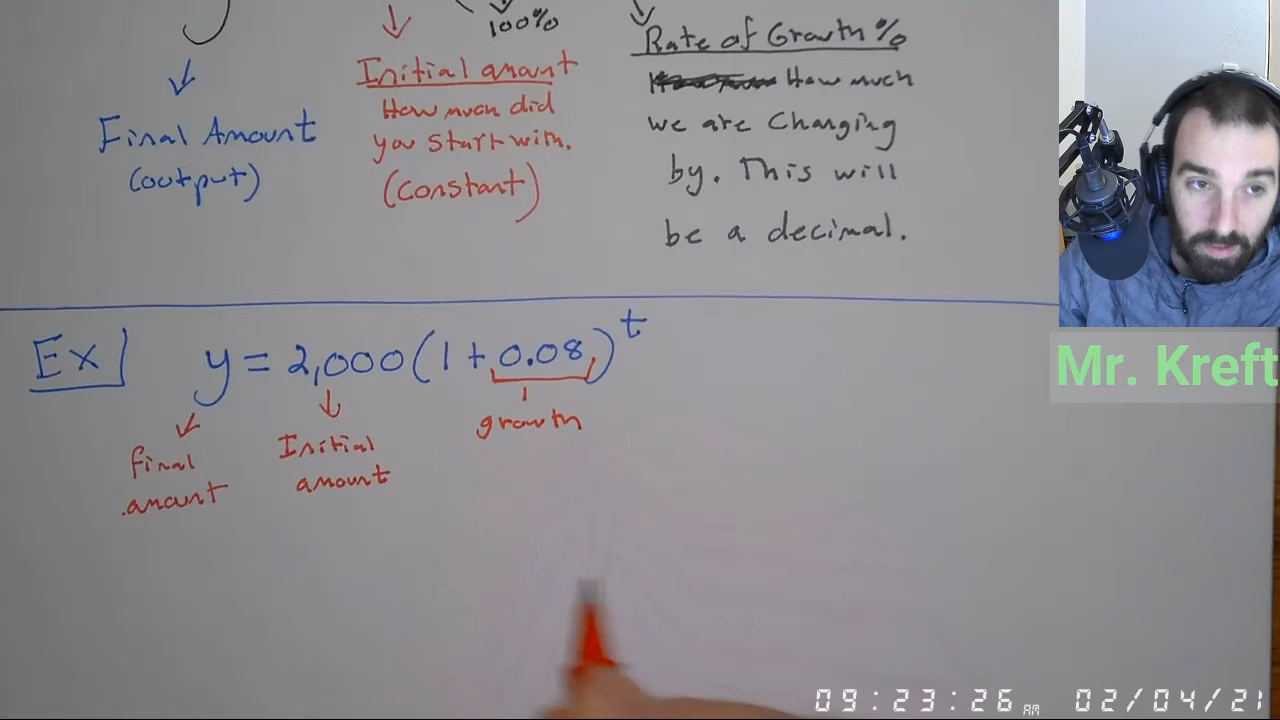 y
100%
Final Amount
(output)
Initial amount
How much did
you start with.
(constant)
Rate of Growth %
How much
we are changing
by. This will
be a decimal.
Ex) y = 2,000(1+0.08)^t
final
amount
Initial
amount
growth
Mr. Kreft
09:23:26 AM 02/04/21